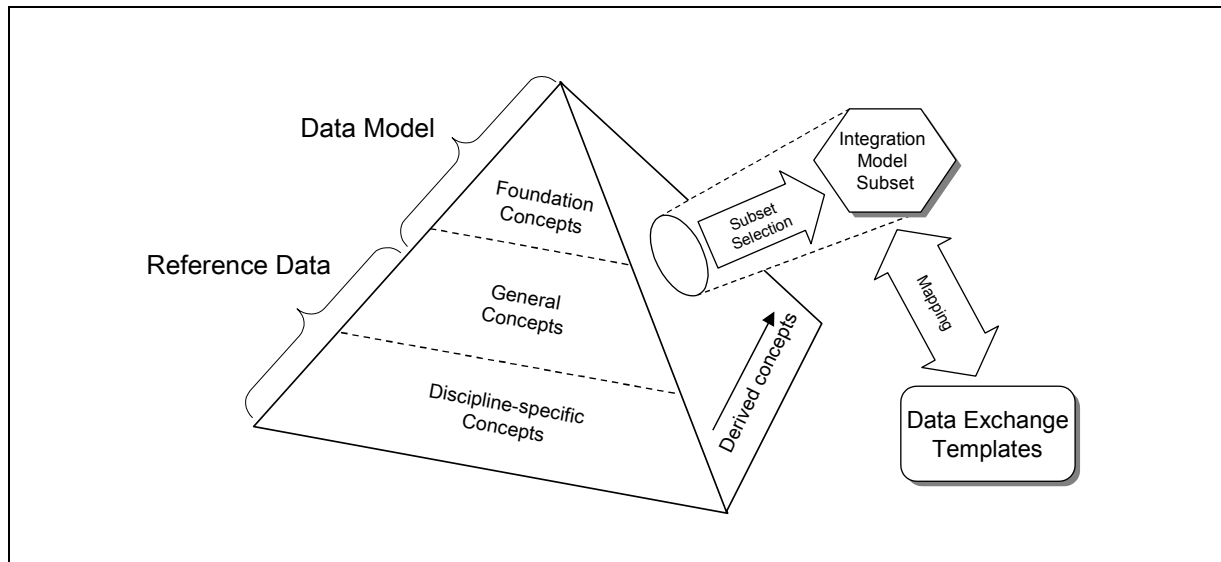 Data Model
Foundation
Concepts
Reference Data
General
Concepts
Discipline-specific
Concepts
Derived concepts
Subset
Selection
Integration
Model
Subset
Mapping
Data Exchange
Templates